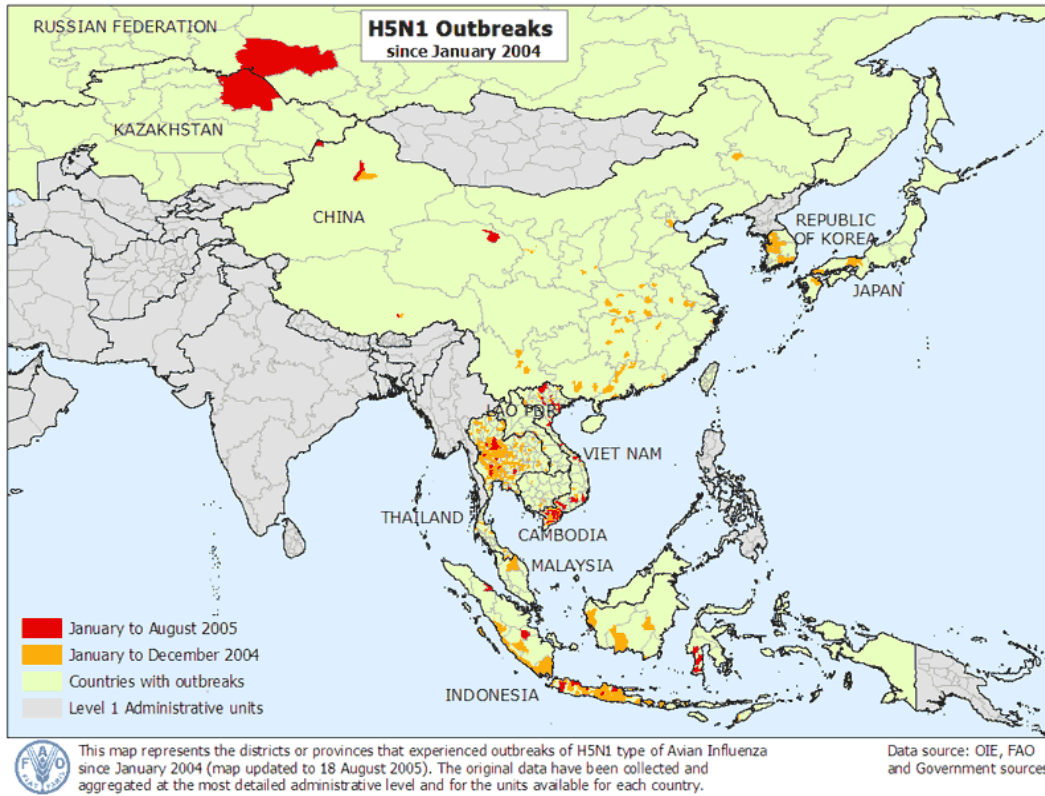 H5N1 Outbreaks
since January 2004
RUSSIAN FEDERATION
KAZAKHSTAN
CHINA
REPUBLIC
OF KOREA
JAPAN
LAO PDR
VIET NAM
THAILAND
CAMBODIA
MALAYSIA
INDONESIA
January to August 2005
January to December 2004
Countries with outbreaks
Level 1 Administrative units
F A O
FIAT PANIS
This map represents the districts or provinces that experienced outbreaks of H5N1 type of Avian Influenza
since January 2004 (map updated to 18 August 2005). The original data have been collected and
aggregated at the most detailed administrative level and for the units available for each country.
Data source: OIE, FAO
and Government sources